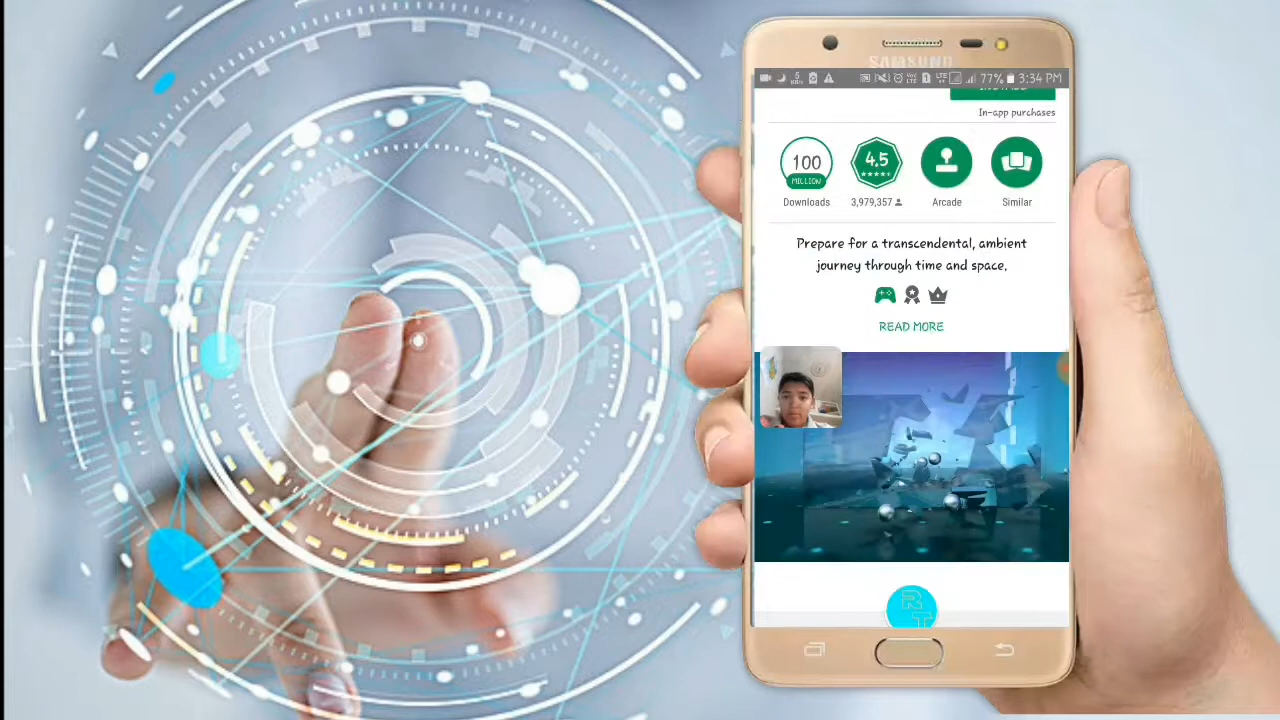 SAMSUNG
77% 3:34 PM
In-app purchases
100
MILLION
4.5
Downloads
3,979,357
Arcade
Similar
Prepare for a transcendental, ambient
journey through time and space.
READ MORE
R
T